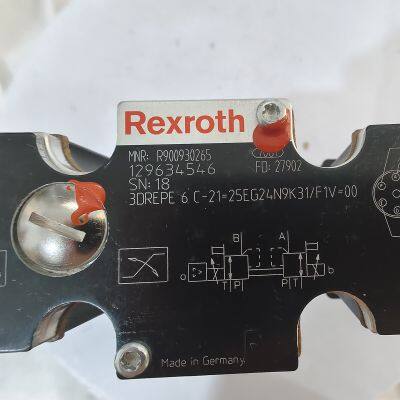 Rexroth
MNR: R900930265
129634546 FD: 27902
SN: 18
3DREPE 6 C-21-25EG24N9K31/F1V=00
B A
a b
T P P T
Made in Germany